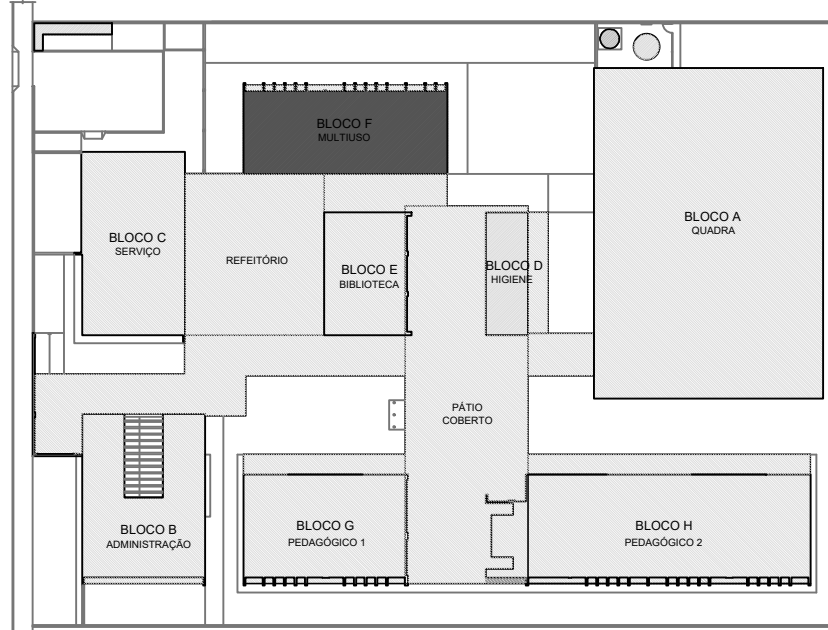 BLOCO F
MULTIUSO
BLOCO A
QUADRA
BLOCO C
SERVIÇO
REFEITÓRIO
BLOCO E
BIBLIOTECA
BLOCO D
HIGIENE
PÁTIO
COBERTO
BLOCO B
ADMINISTRAÇÃO
BLOCO G
PEDAGÓGICO 1
BLOCO H
PEDAGÓGICO 2